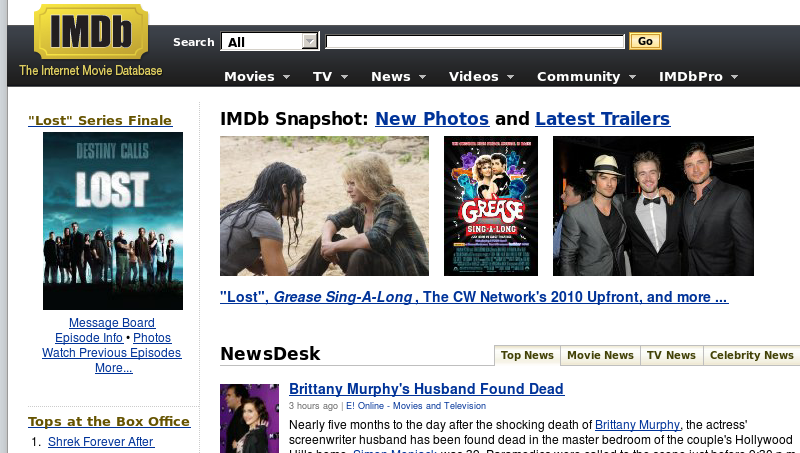 IMDb
The Internet Movie Database
Search All Go
Movies TV News Videos Community IMDbPro
"Lost" Series Finale
DESTINY CALLS
LOST
Message Board
Episode Info • Photos
Watch Previous Episodes
More...
Tops at the Box Office
1. Shrek Forever After
IMDb Snapshot: New Photos and Latest Trailers
GREASE
SING-A-LONG
"Lost", Grease Sing-A-Long, The CW Network's 2010 Upfront, and more ...
NewsDesk
Top News Movie News TV News Celebrity News
Brittany Murphy's Husband Found Dead
3 hours ago | E! Online - Movies and Television
Nearly five months to the day after the shocking death of Brittany Murphy, the actress'
screenwriter husband has been found dead in the master bedroom of the couple's Hollywood